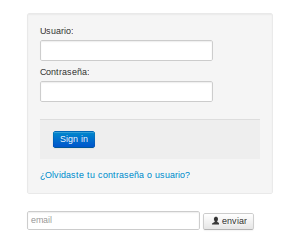 Usuario:
Contraseña:
Sign in
¿Olvidaste tu contraseña o usuario?
email
enviar